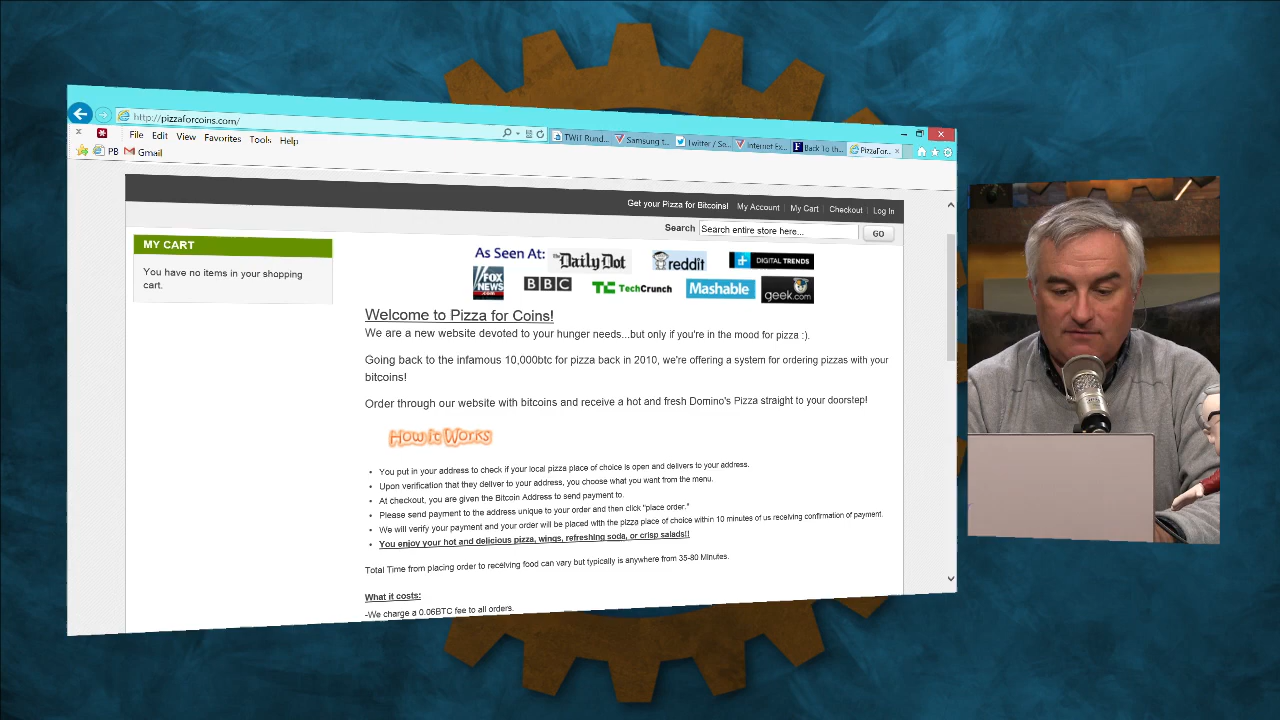 http://pizzaforcoins.com/
TWiT Rund...
Samsung t...
Twitter / So...
Internet Ex...
Back To th...
PizzaFor...
File Edit View Favorites Tools Help
PB Gmail
Get your Pizza for Bitcoins! My Account My Cart Checkout Log In
Search Search entire store here... GO
MY CART
You have no items in your shopping
cart.
As Seen At: The Daily Dot reddit DIGITAL TRENDS
FOX NEWS .com BBC TC TechCrunch Mashable geek.com
Welcome to Pizza for Coins!
We are a new website devoted to your hunger needs...but only if you're in the mood for pizza :).
Going back to the infamous 10,000btc for pizza back in 2010, we're offering a system for ordering pizzas with your
bitcoins!
Order through our website with bitcoins and receive a hot and fresh Domino's Pizza straight to your doorstep!
How it Works
• You put in your address to check if your local pizza place of choice is open and delivers to your address.
• Upon verification that they deliver to your address, you choose what you want from the menu.
• At checkout, you are given the Bitcoin Address to send payment to.
• Please send payment to the address unique to your order and then click "place order."
• We will verify your payment and your order will be placed with the pizza place of choice within 10 minutes of us receiving confirmation of payment.
• You enjoy your hot and delicious pizza, wings, refreshing soda, or crisp salads!!
Total Time from placing order to receiving food can vary but typically is anywhere from 35-80 Minutes.
What it costs:
-We charge a 0.06BTC fee to all orders.